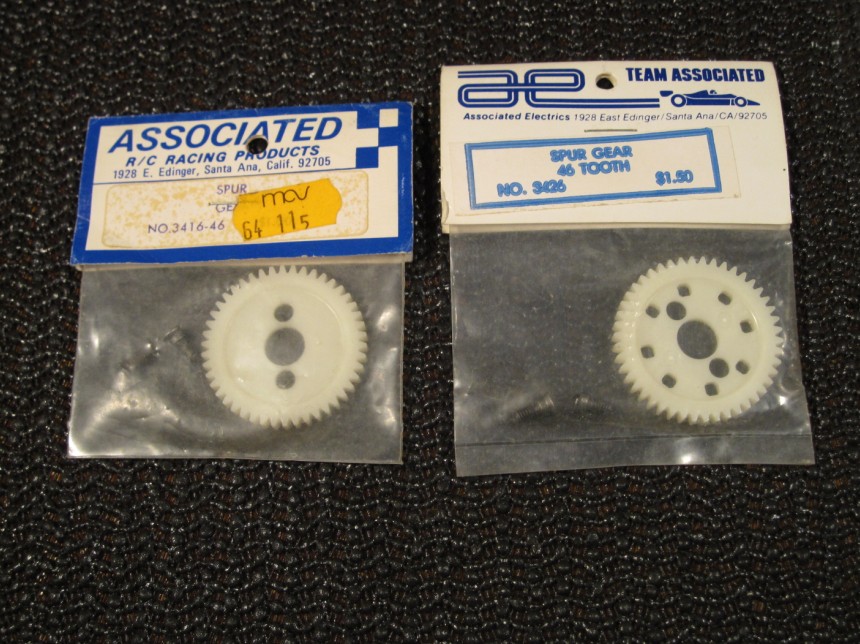 ASSOCIATED
R/C RACING PRODUCTS
1928 E. Edinger, Santa Ana, Calif. 92705
SPUR
NO. 3416-46
mcv
64 115
ae TEAM ASSOCIATED
Associated Electrics 1928 East Edinger/Santa Ana/CA/92705
SPUR GEAR
46 TOOTH
NO. 3426 $1.50